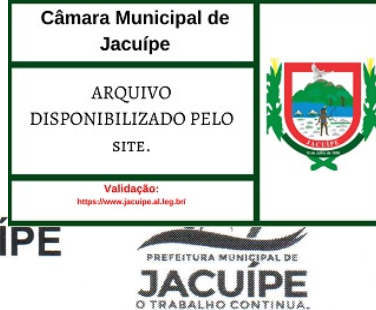 Câmara Municipal de
Jacuípe
ARQUIVO
DISPONIBILIZADO PELO
SITE.
Validação:
https://www.jacuipe.al.leg.br/
JACUÍPE
ÍPE
PREFEITURA MUNICIPAL DE
JACUÍPE
O TRABALHO CONTINUA.